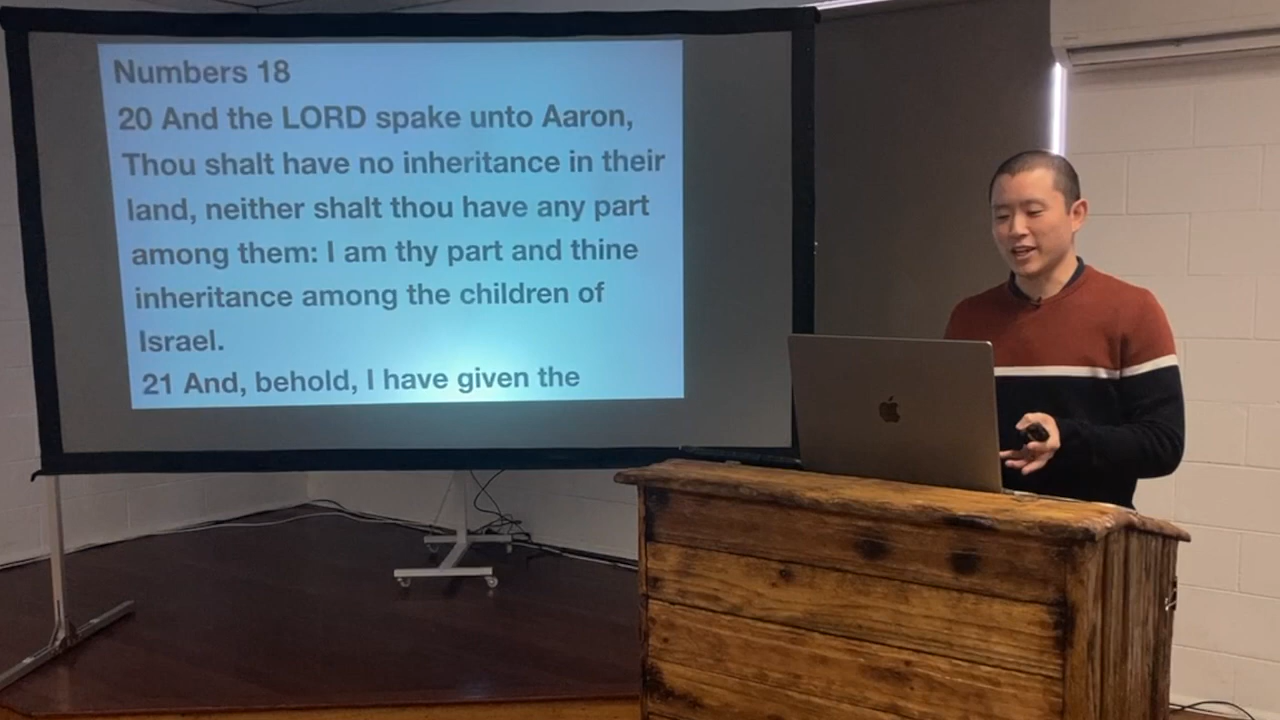 Numbers 18
20 And the LORD spake unto Aaron,
Thou shalt have no inheritance in their
land, neither shalt thou have any part
among them: I am thy part and thine
inheritance among the children of
Israel.
21 And, behold, I have given the